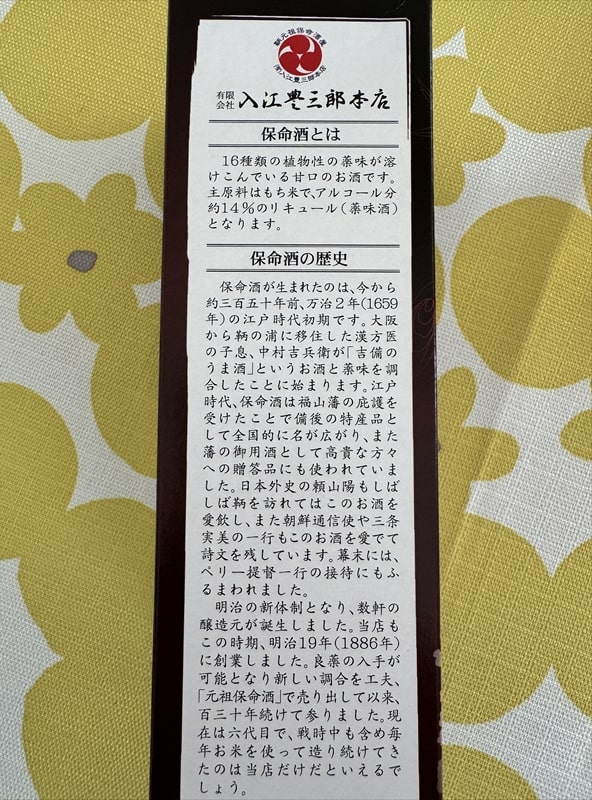 鞆元祖保命酒屋
(有)入江豊三郎本店
有限会社 入江豊三郎本店
保命酒とは
16種類の植物性の薬味が溶
けこんでいる甘口のお酒です。
主原料はもち米で、アルコール分
約14％のリキュール（薬味酒）
となります。
保命酒の歴史
保命酒が生まれたのは、今から
約三百五十年前、万治2年(1659
年)の江戸時代初期です。大阪
から鞆の浦に移住した漢方医
の子息、中村吉兵衛が「吉備の
うま酒」というお酒と薬味を調
合したことに始まります。江戸
時代、保命酒は福山藩の庇護を
受けたことで備後の特産品と
して全国的に名が広がり、また
藩の御用酒として高貴な方々
への贈答品にも使われていま
した。日本外史の頼山陽もしば
しば鞆を訪れてはこのお酒を
愛飲し、また朝鮮通信使や三条
実美の一行もこのお酒を愛でて
詩文を残しています。幕末には、
ペリー提督一行の接待にもふ
るまわれました。
明治の新体制となり、数軒の
醸造元が誕生しました。当店も
この時期、明治19年(1886年)
に創業しました。良薬の入手が
可能となり新しい調合を工夫、
「元祖保命酒」で売り出して以来、
百三十年続けて参りました。現
在は六代目で、戦時中も含め毎
年お米を使って造り続けてき
たのは当店だけだといえるで
しょう。